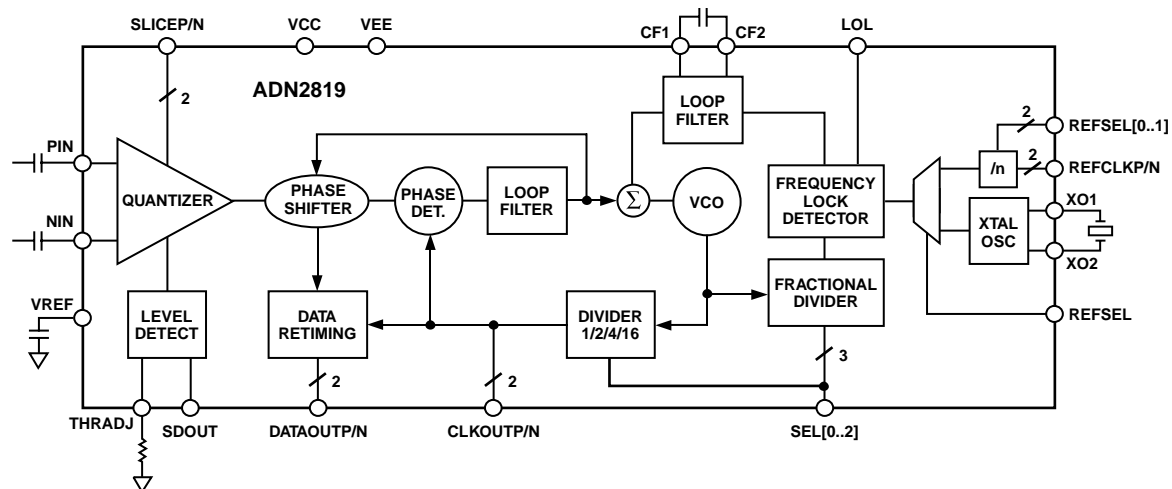 SLICEP/N
VCC
VEE
CF1
CF2
LOL
2
ADN2819
LOOP
FILTER
2
REFSEL[0..1]
PIN
/n
2
REFCLKP/N
QUANTIZER
PHASE
SHIFTER
PHASE
DET.
LOOP
FILTER
Σ
VCO
FREQUENCY
LOCK
DETECTOR
XTAL
OSC
XO1
XO2
NIN
VREF
LEVEL
DETECT
DATA
RETIMING
DIVIDER
1/2/4/16
FRACTIONAL
DIVIDER
REFSEL
2
2
3
THRADJ
SDOUT
DATAOUTP/N
CLKOUTP/N
SEL[0..2]